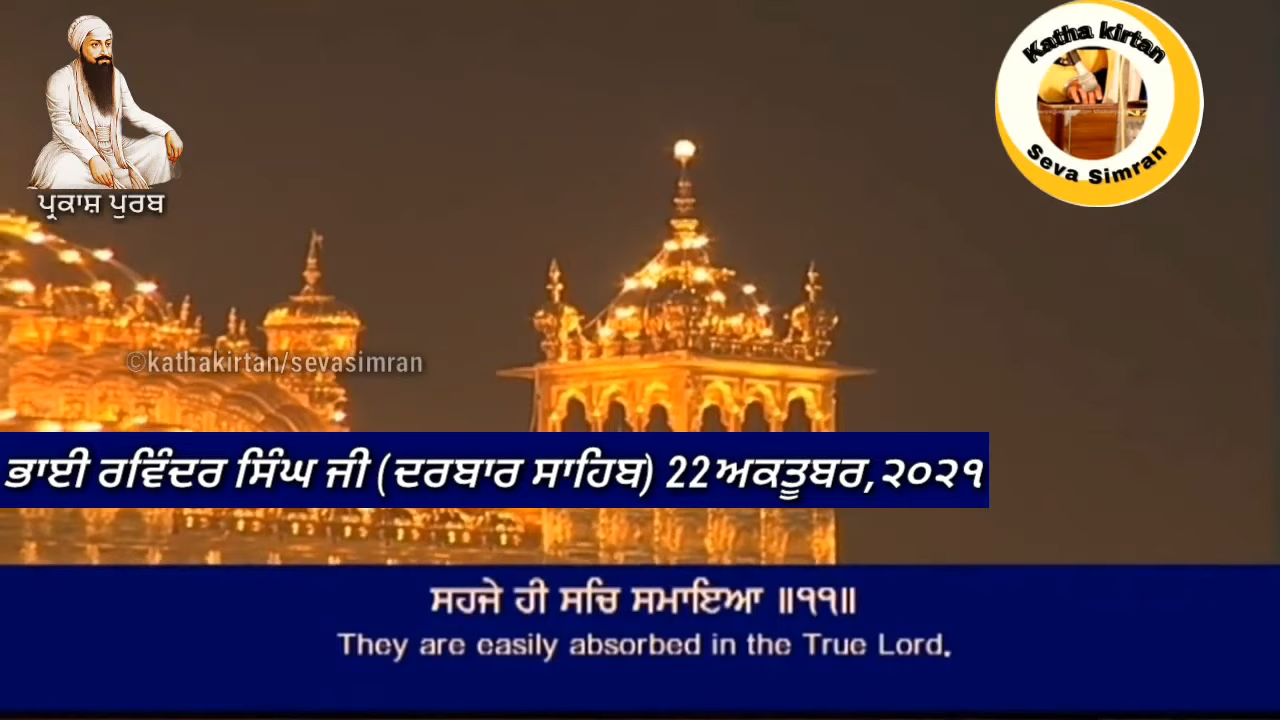 Katha kirtan
Seva Simran
ਪ੍ਰਕਾਸ਼ ਪੁਰਬ
©kathakirtan/sevasimran
ਭਾਈ ਰਵਿੰਦਰ ਸਿੰਘ ਜੀ (ਦਰਬਾਰ ਸਾਹਿਬ) 22ਅਕਤੂਬਰ,੨੦੨੧
ਸਹਜੇ ਹੀ ਸਚਿ ਸਮਾਇਆ ॥੧੧॥
They are easily absorbed in the True Lord.